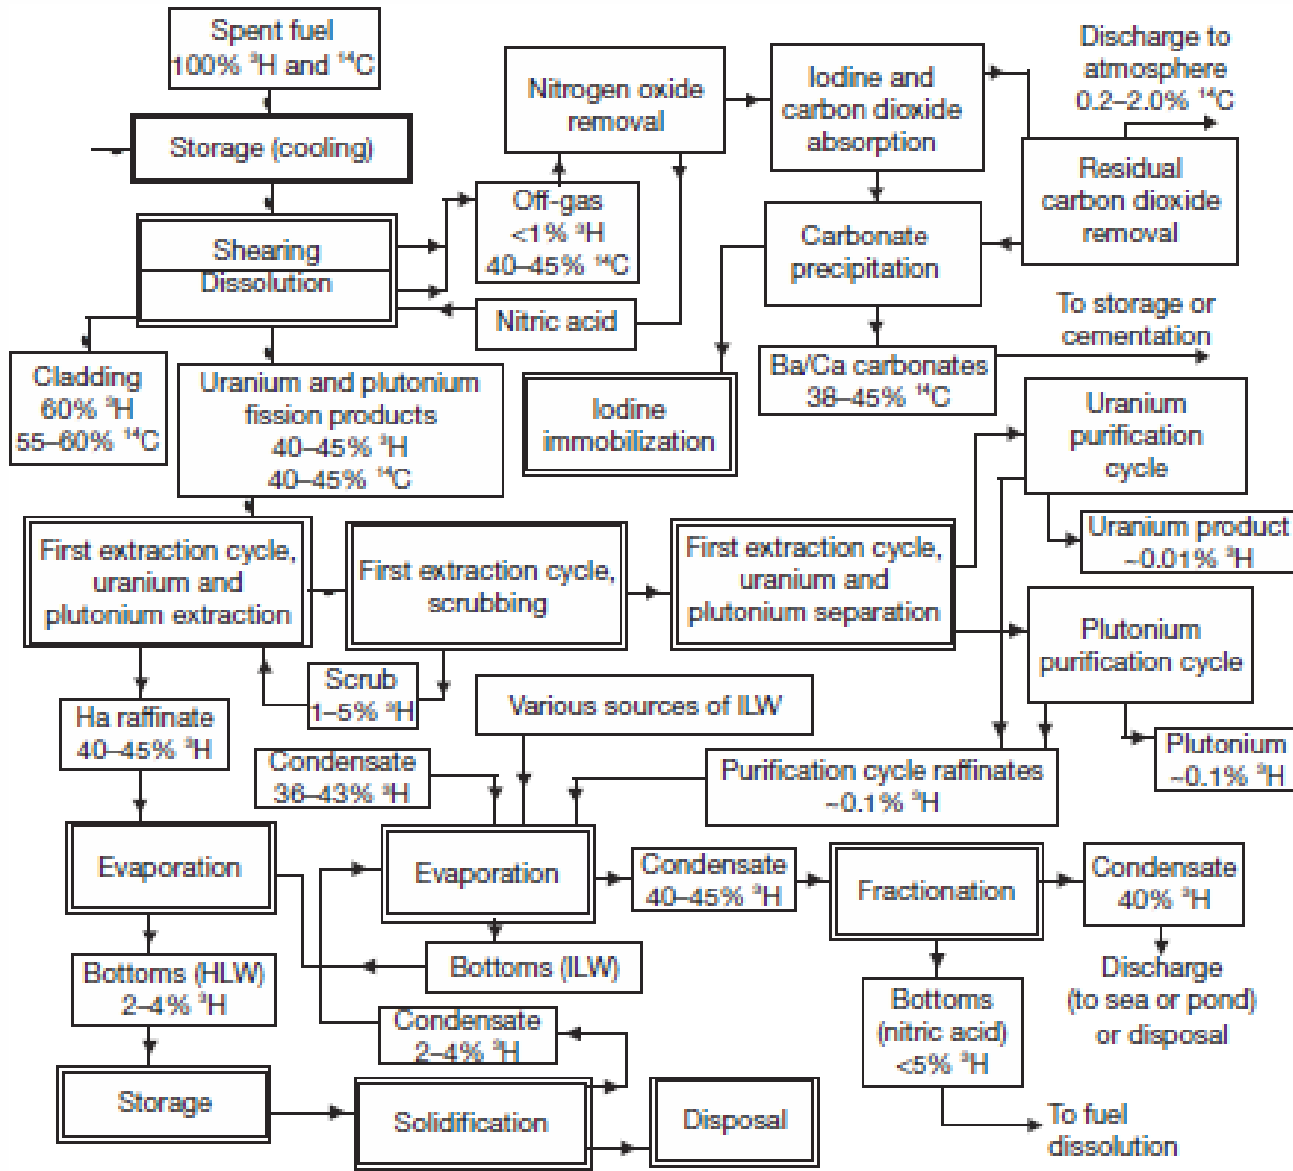 Spent fuel
100% ³H and ¹⁴C
Storage (cooling)
Shearing
Dissolution
Off-gas
<1% ³H
40–45% ¹⁴C
Nitrogen oxide
removal
Nitric acid
Iodine and
carbon dioxide
absorption
Discharge to
atmosphere
0.2–2.0% ¹⁴C
Residual
carbon dioxide
removal
Carbonate
precipitation
To storage or
cementation
Ba/Ca carbonates
38–45% ¹⁴C
Iodine
immobilization
Cladding
60% ³H
55–60% ¹⁴C
Uranium and plutonium
fission products
40–45% ³H
40–45% ¹⁴C
Uranium
purification
cycle
Uranium product
~0.01% ³H
First extraction cycle,
uranium and
plutonium extraction
First extraction cycle,
scrubbing
First extraction cycle,
uranium and
plutonium separation
Plutonium
purification cycle
Plutonium
~0.1% ³H
Scrub
1–5% ³H
Ha raffinate
40–45% ³H
Various sources of ILW
Condensate
36–43% ³H
Purification cycle raffinates
~0.1% ³H
Evaporation
Evaporation
Condensate
40–45% ³H
Fractionation
Condensate
40% ³H
Discharge
(to sea or pond)
or disposal
Bottoms (HLW)
2–4% ³H
Bottoms (ILW)
Condensate
2–4% ³H
Bottoms
(nitric acid)
<5% ³H
To fuel
dissolution
Storage
Solidification
Disposal